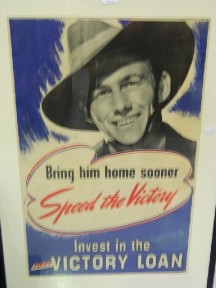 Bring him home sooner
Speed the Victory
Invest in the
VICTORY LOAN